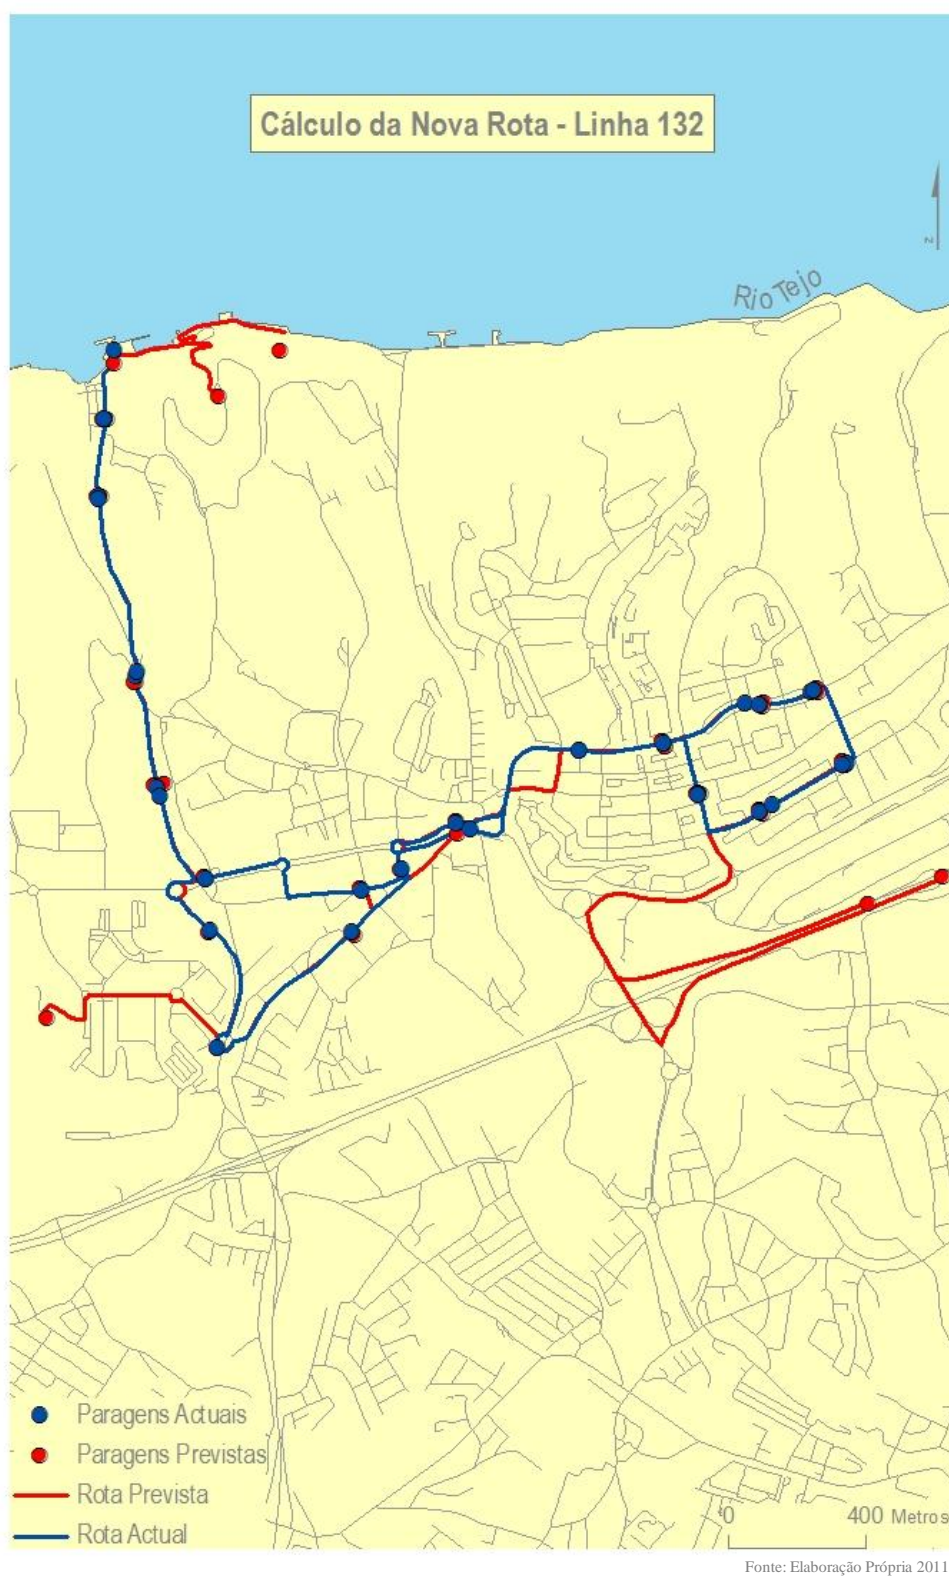 Cálculo da Nova Rota - Linha 132
N
Rio Tejo
Paragens Actuais
Paragens Previstas
Rota Prevista
Rota Actual
0 400 Metros
Fonte: Elaboração Própria 2011